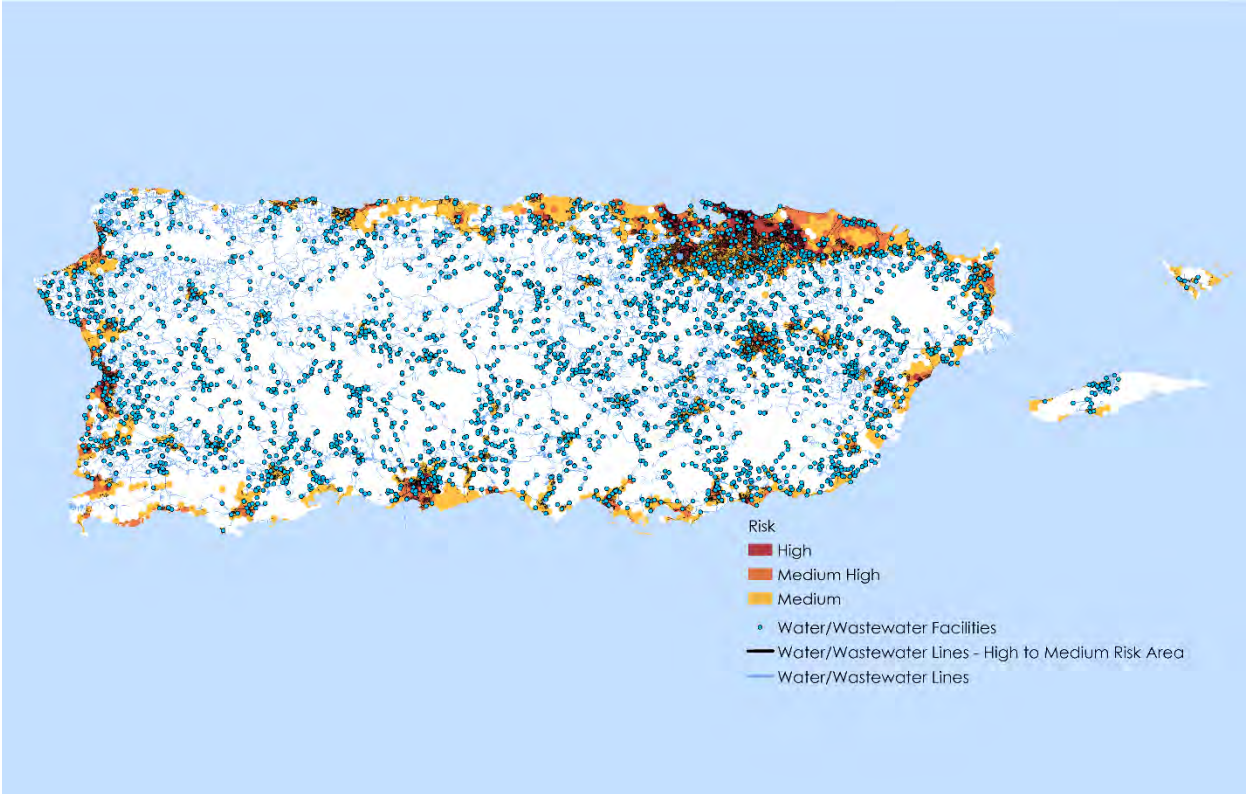 Risk
High
Medium High
Medium
Water/Wastewater Facilities
Water/Wastewater Lines - High to Medium Risk Area
Water/Wastewater Lines